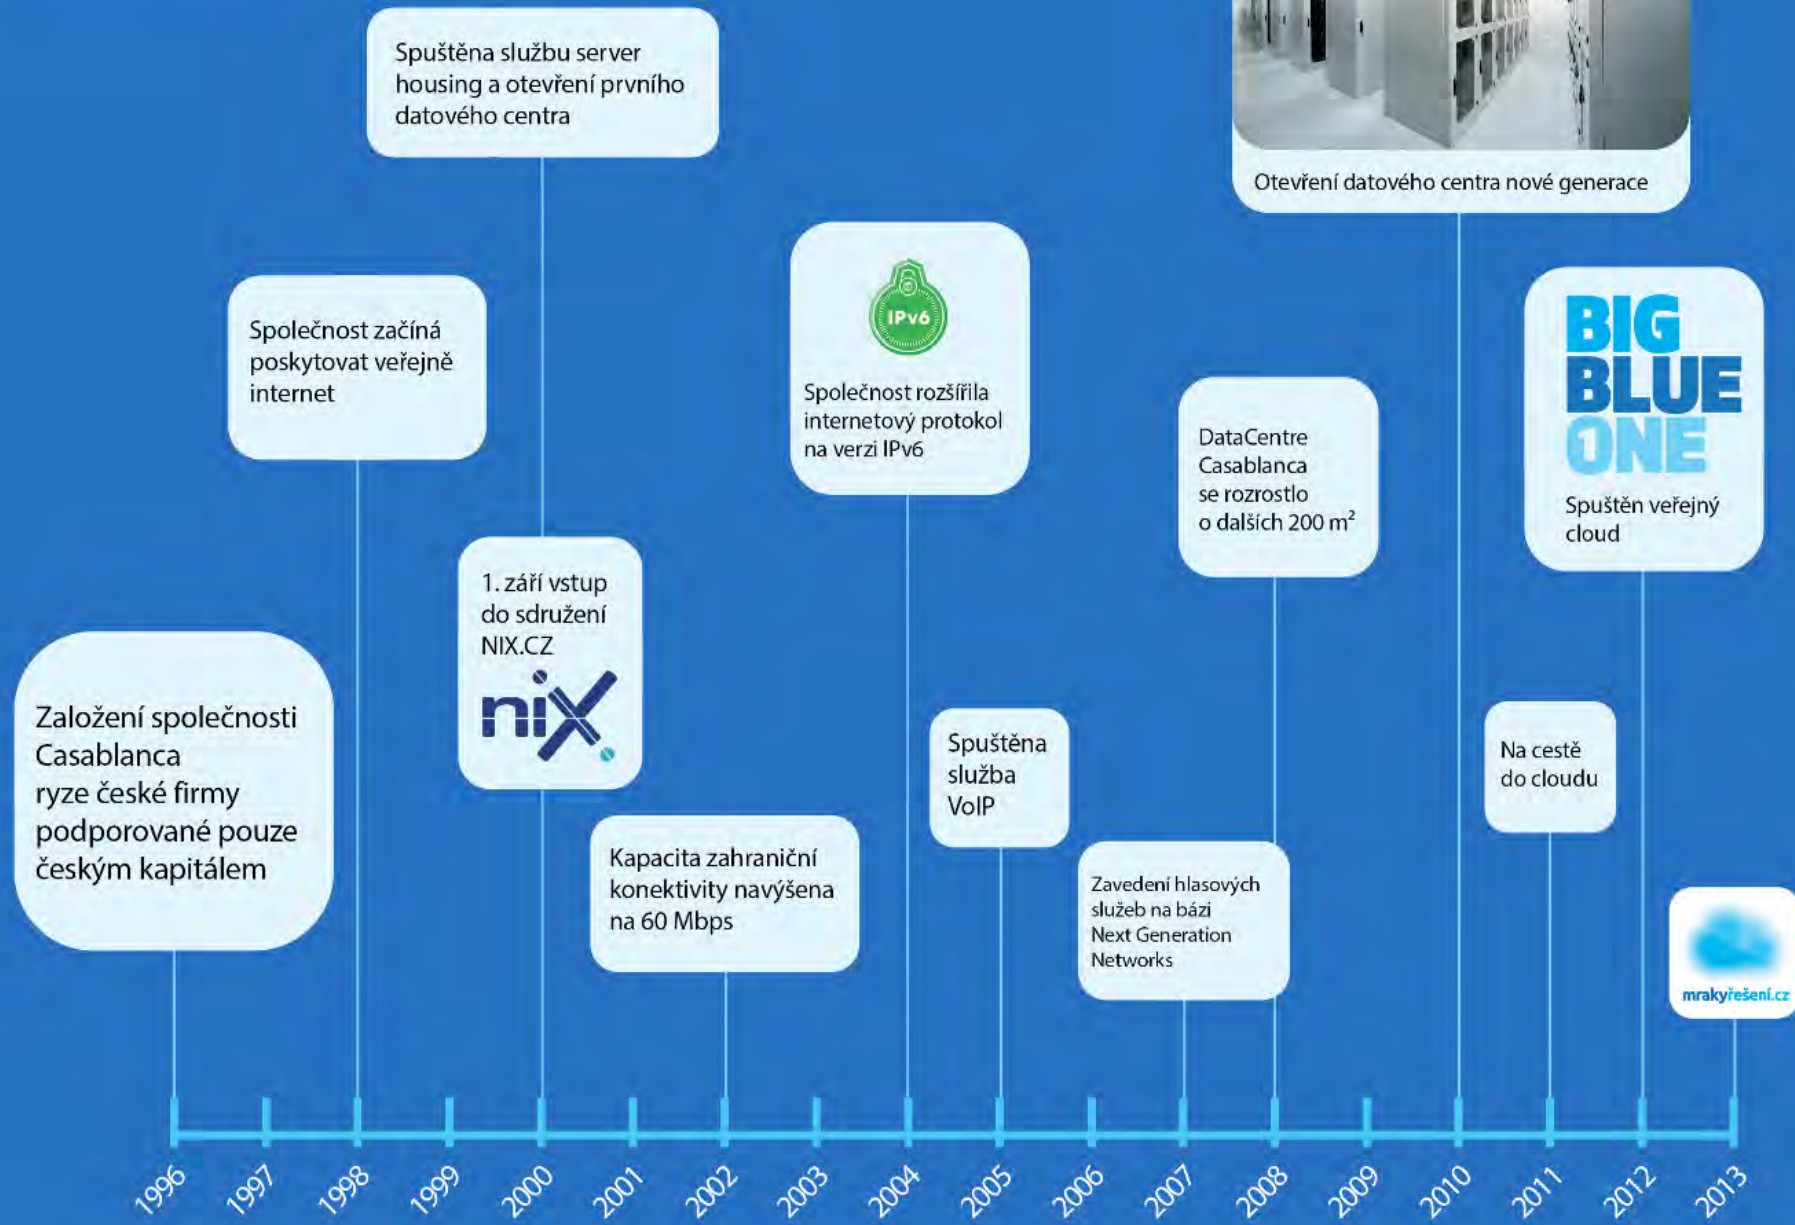 Spuštěna službu server
housing a otevření prvního
datového centra
Otevření datového centra nové generace
Společnost začíná
poskytovat veřejně
internet
IPv6
Společnost rozšířila
internetový protokol
na verzi IPv6
BIG
BLUE
ONE
Spuštěn veřejný
cloud
DataCentre
Casablanca
se rozrostlo
o dalších 200 m²
1. září vstup
do sdružení
NIX.CZ
nix
Založení společnosti
Casablanca
ryze české firmy
podporované pouze
českým kapitálem
Spuštěna
služba
VoIP
Na cestě
do cloudu
Kapacita zahraniční
konektivity navýšena
na 60 Mbps
Zavedení hlasových
služeb na bázi
Next Generation
Networks
mrakyřešení.cz
1996 1997 1998 1999 2000 2001 2002 2003 2004 2005 2006 2007 2008 2009 2010 2011 2012 2013